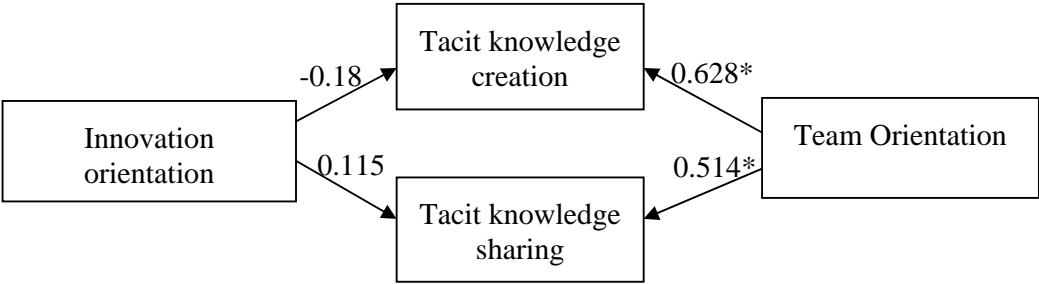 Tacit knowledge
creation
-0.18
0.628*
Innovation
orientation
Team Orientation
0.115
0.514*
Tacit knowledge
sharing